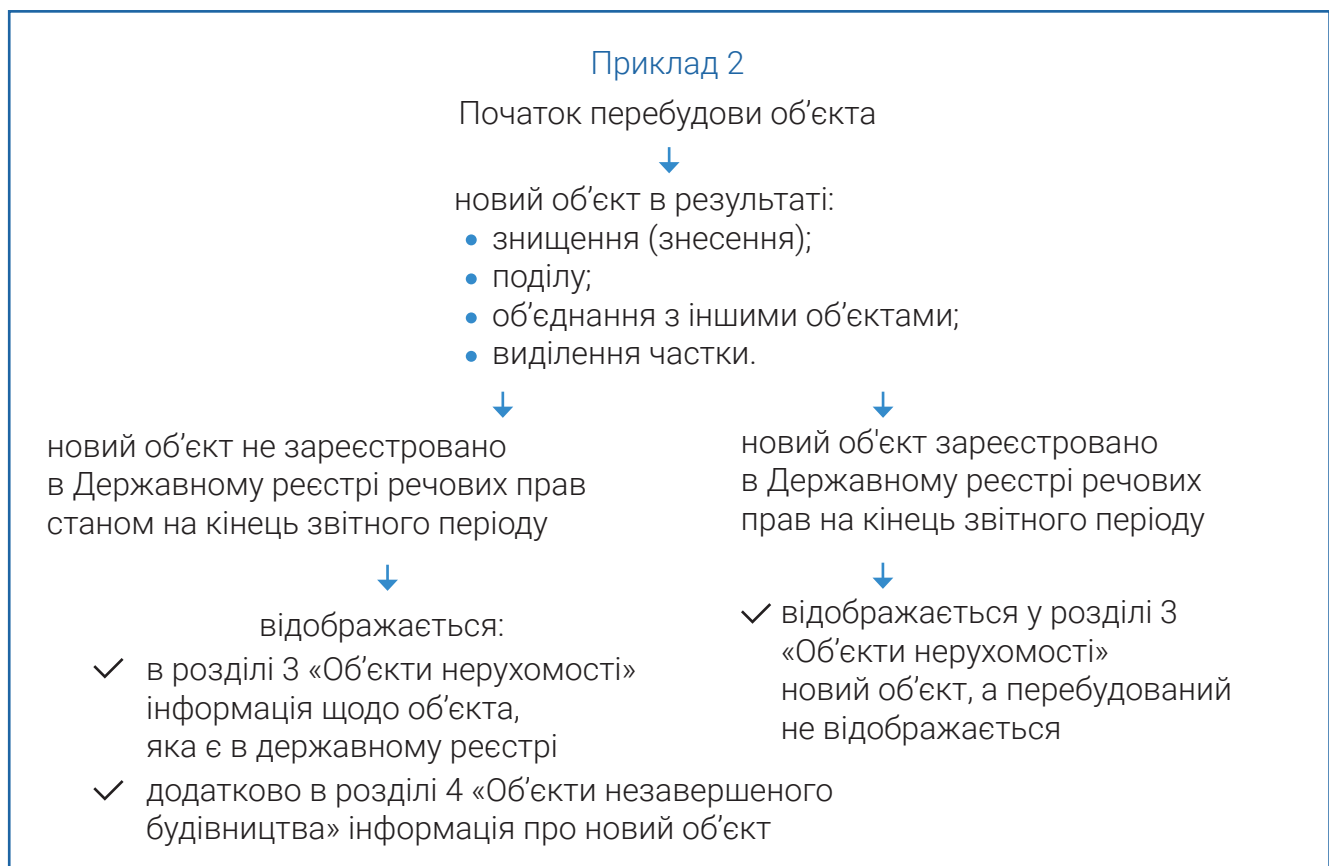 Приклад 2
Початок перебудови об’єкта
новий об’єкт в результаті:
• знищення (знесення);
• поділу;
• об’єднання з іншими об’єктами;
• виділення частки.
новий об’єкт не зареєстровано
в Державному реєстрі речових прав
станом на кінець звітного періоду
відображається:
✓ в розділі 3 «Об’єкти нерухомості»
інформація щодо об’єкта,
яка є в державному реєстрі
✓ додатково в розділі 4 «Об’єкти незавершеного
будівництва» інформація про новий об’єкт
новий об'єкт зареєстровано
в Державному реєстрі речових
прав на кінець звітного періоду
✓ відображається у розділі 3
«Об’єкти нерухомості»
новий об’єкт, а перебудований
не відображається